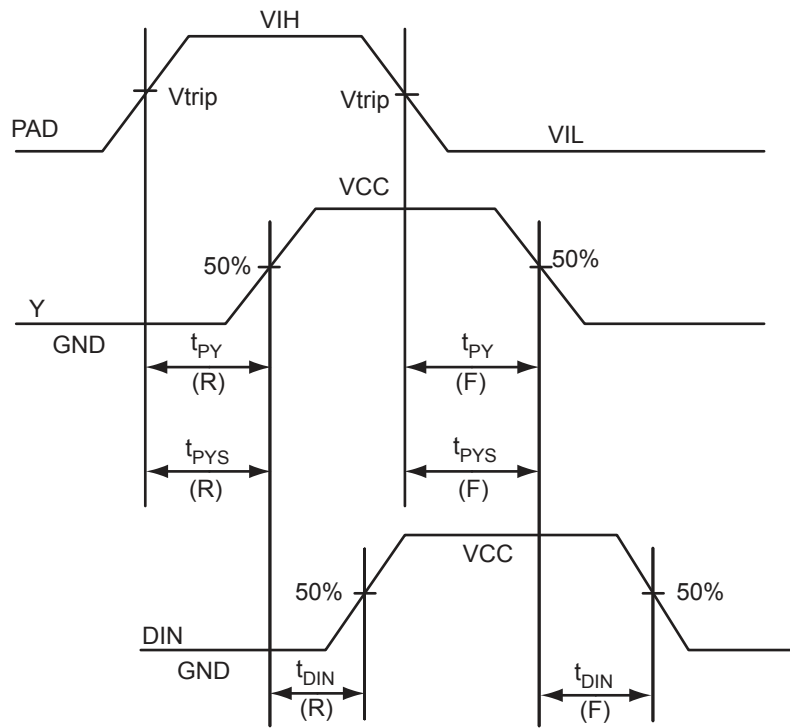 VIH
Vtrip
Vtrip
PAD
VIL
VCC
50%
50%
Y
GND
tPY
(R)
tPY
(F)
tPYS
(R)
tPYS
(F)
VCC
50%
50%
DIN
GND
tDIN
(R)
tDIN
(F)